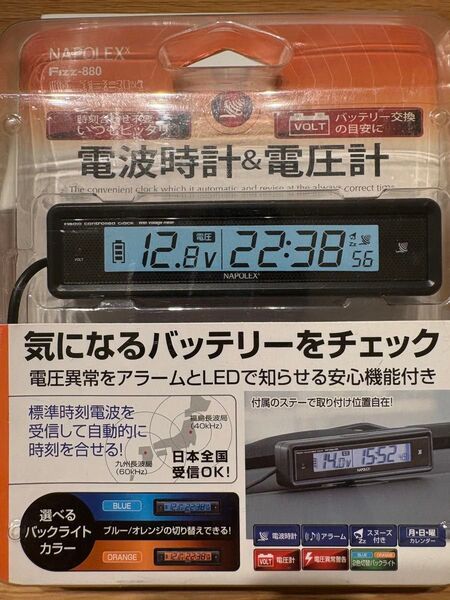 NAPOLEX
Fizz-880
時刻合わせ不要
いつもピッタリ
VOLT
バッテリー交換
の目安に
電波時計&電圧計
The convenient clock which it automatic and revise at the always correct time.
VOLT
電圧
12.8V
22:38
56
Zz
NAPOLEX
気になるバッテリーをチェック
電圧異常をアラームとLEDで知らせる安心機能付き
標準時刻電波を
受信して自動的に
時刻を合せる!
福島長波局
(40kHz)
九州長波局
(60kHz)
日本全国
受信OK!
付属のステーで取り付け位置自在!
14.0V
15:52
NAPOLEX
選べる
バックライト
カラー
BLUE
ブルー/オレンジの切り替えできる!
ORANGE
電波時計
アラーム
スヌーズ
付き
月・日・曜
カレンダー
VOLT
電圧計
電圧異常警告
BLUE
ORANGE
2色切替バックライト